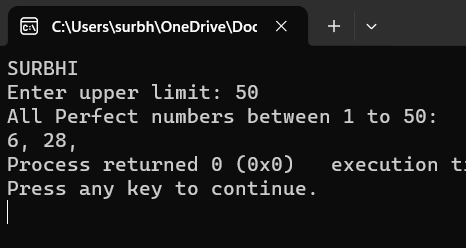 C:\Users\surbh\OneDrive\Doc
SURBHI
Enter upper limit: 50
All Perfect numbers between 1 to 50:
6, 28,
Process returned 0 (0x0)   execution ti
Press any key to continue.